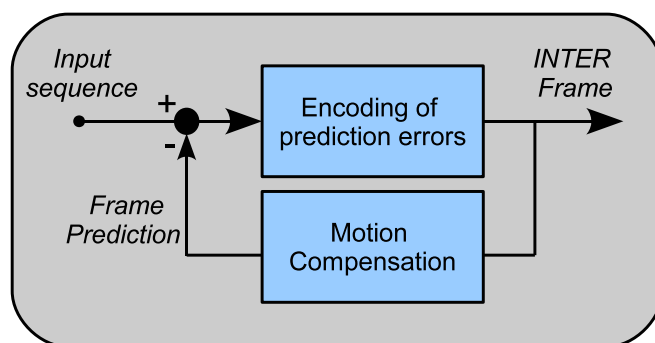 Input
sequence
INTER
Frame
+
-
Encoding of
prediction errors
Frame
Prediction
Motion
Compensation